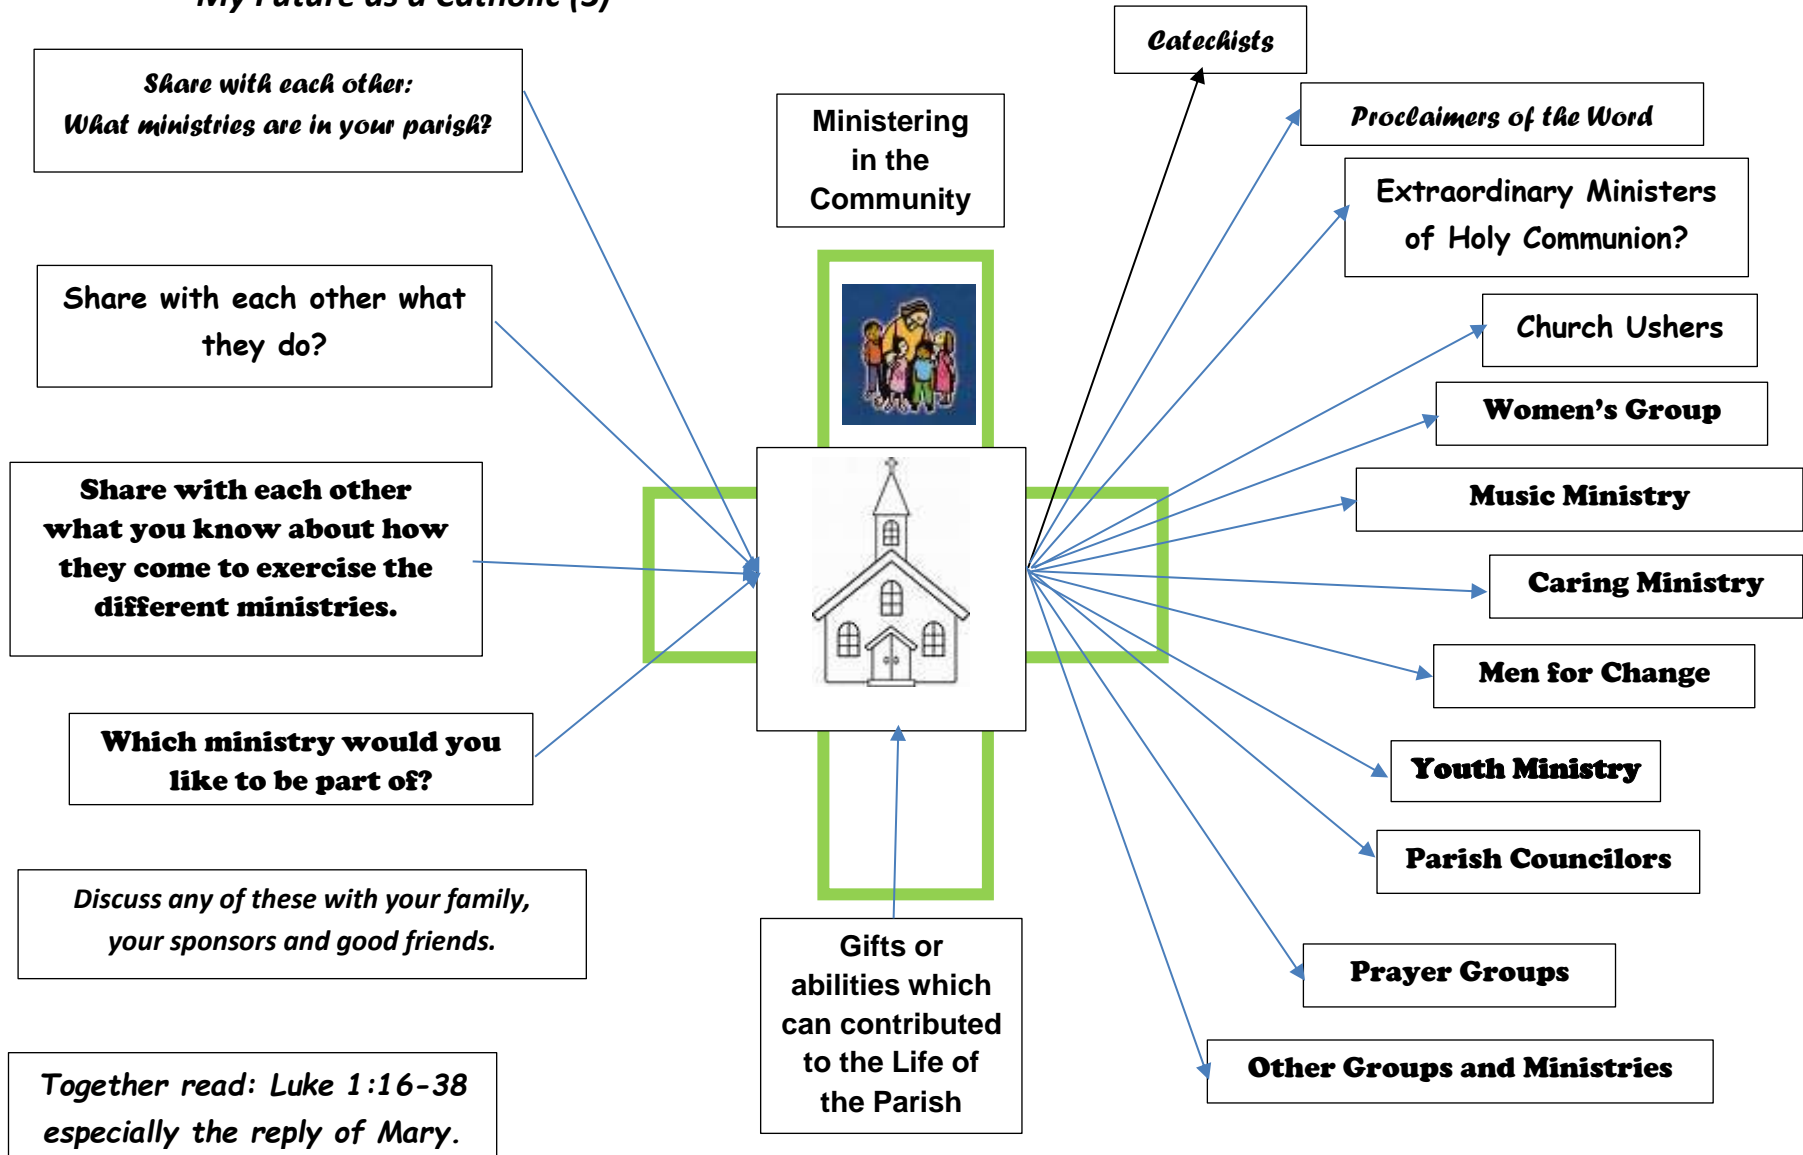 My Future as a Catholic (3)
Share with each other:
What ministries are in your parish?
Share with each other what
they do?
Share with each other
what you know about how
they come to exercise the
different ministries.
Which ministry would you
like to be part of?
Discuss any of these with your family,
your sponsors and good friends.
Together read: Luke 1:16-38
especially the reply of Mary.
Ministering
in the
Community
Gifts or
abilities which
can contributed
to the Life of
the Parish
Catechists
Proclaimers of the Word
Extraordinary Ministers
of Holy Communion?
Church Ushers
Women’s Group
Music Ministry
Caring Ministry
Men for Change
Youth Ministry
Parish Councilors
Prayer Groups
Other Groups and Ministries